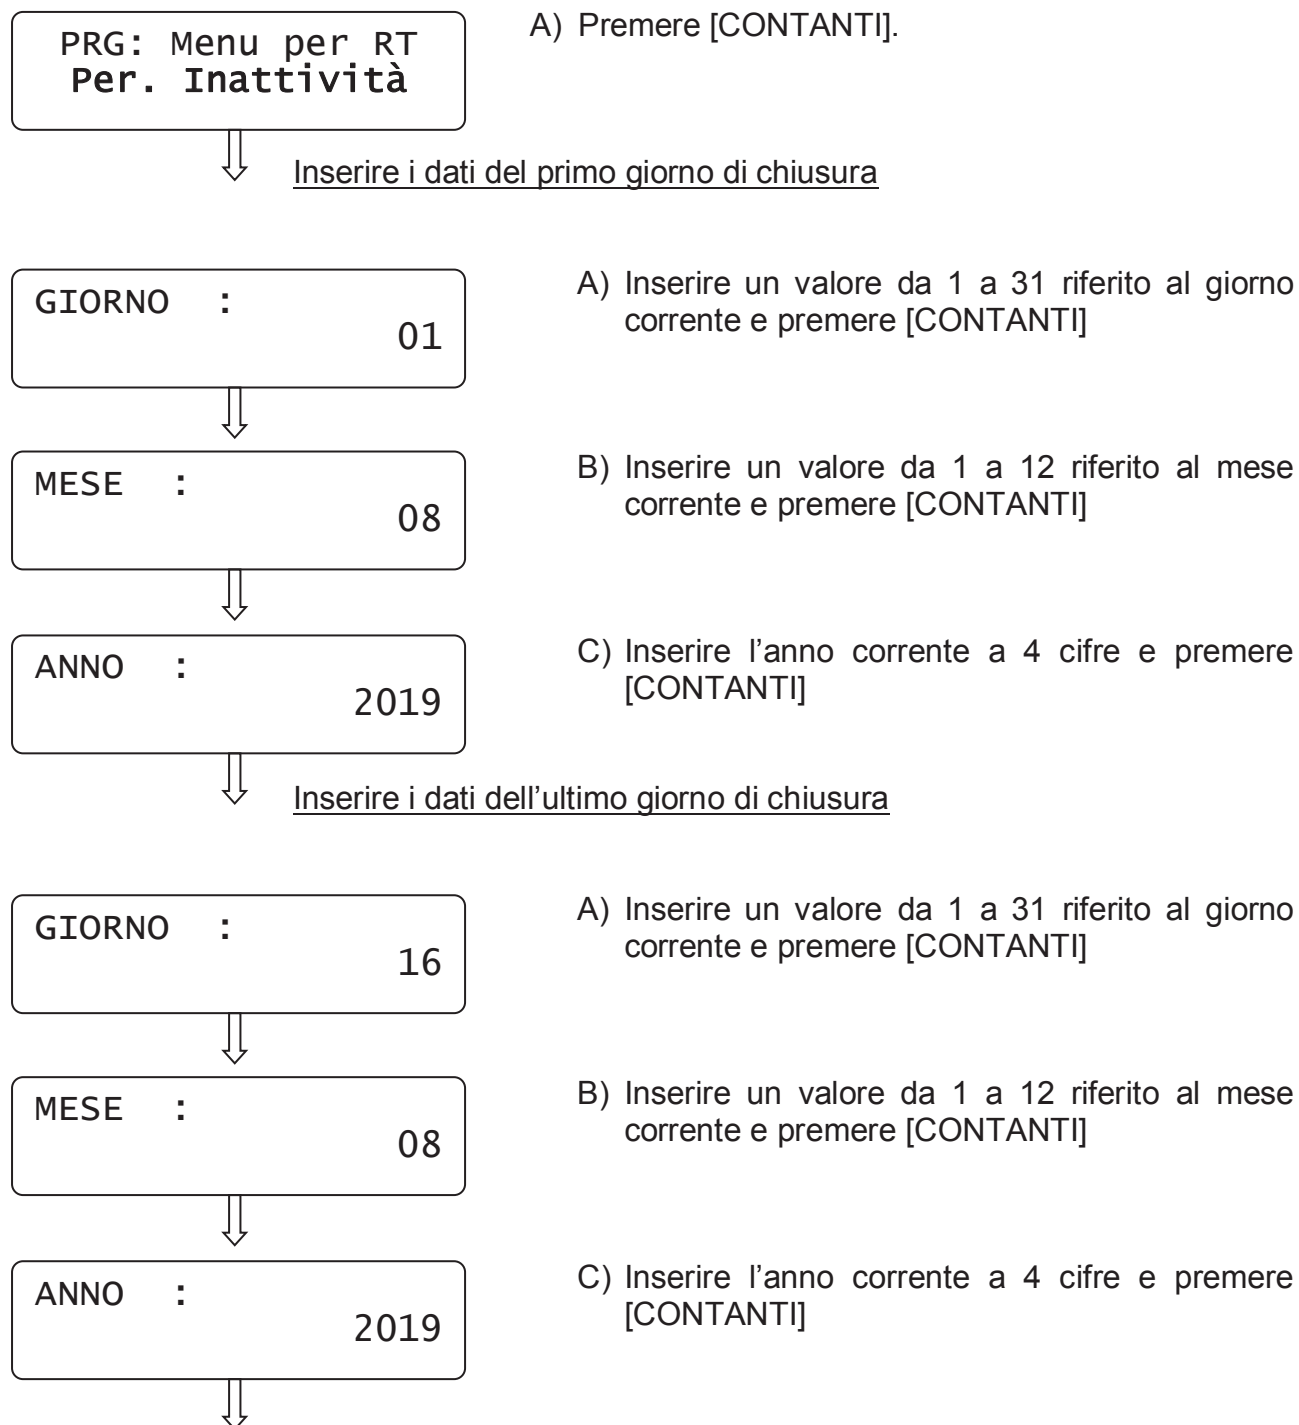 PRG: Menu per RT
Per. Inattività
A) Premere [CONTANTI].
Inserire i dati del primo giorno di chiusura
GIORNO :
01
A) Inserire un valore da 1 a 31 riferito al giorno
corrente e premere [CONTANTI]
MESE :
08
B) Inserire un valore da 1 a 12 riferito al mese
corrente e premere [CONTANTI]
ANNO :
2019
C) Inserire l’anno corrente a 4 cifre e premere
[CONTANTI]
Inserire i dati dell’ultimo giorno di chiusura
GIORNO :
16
A) Inserire un valore da 1 a 31 riferito al giorno
corrente e premere [CONTANTI]
MESE :
08
B) Inserire un valore da 1 a 12 riferito al mese
corrente e premere [CONTANTI]
ANNO :
2019
C) Inserire l’anno corrente a 4 cifre e premere
[CONTANTI]